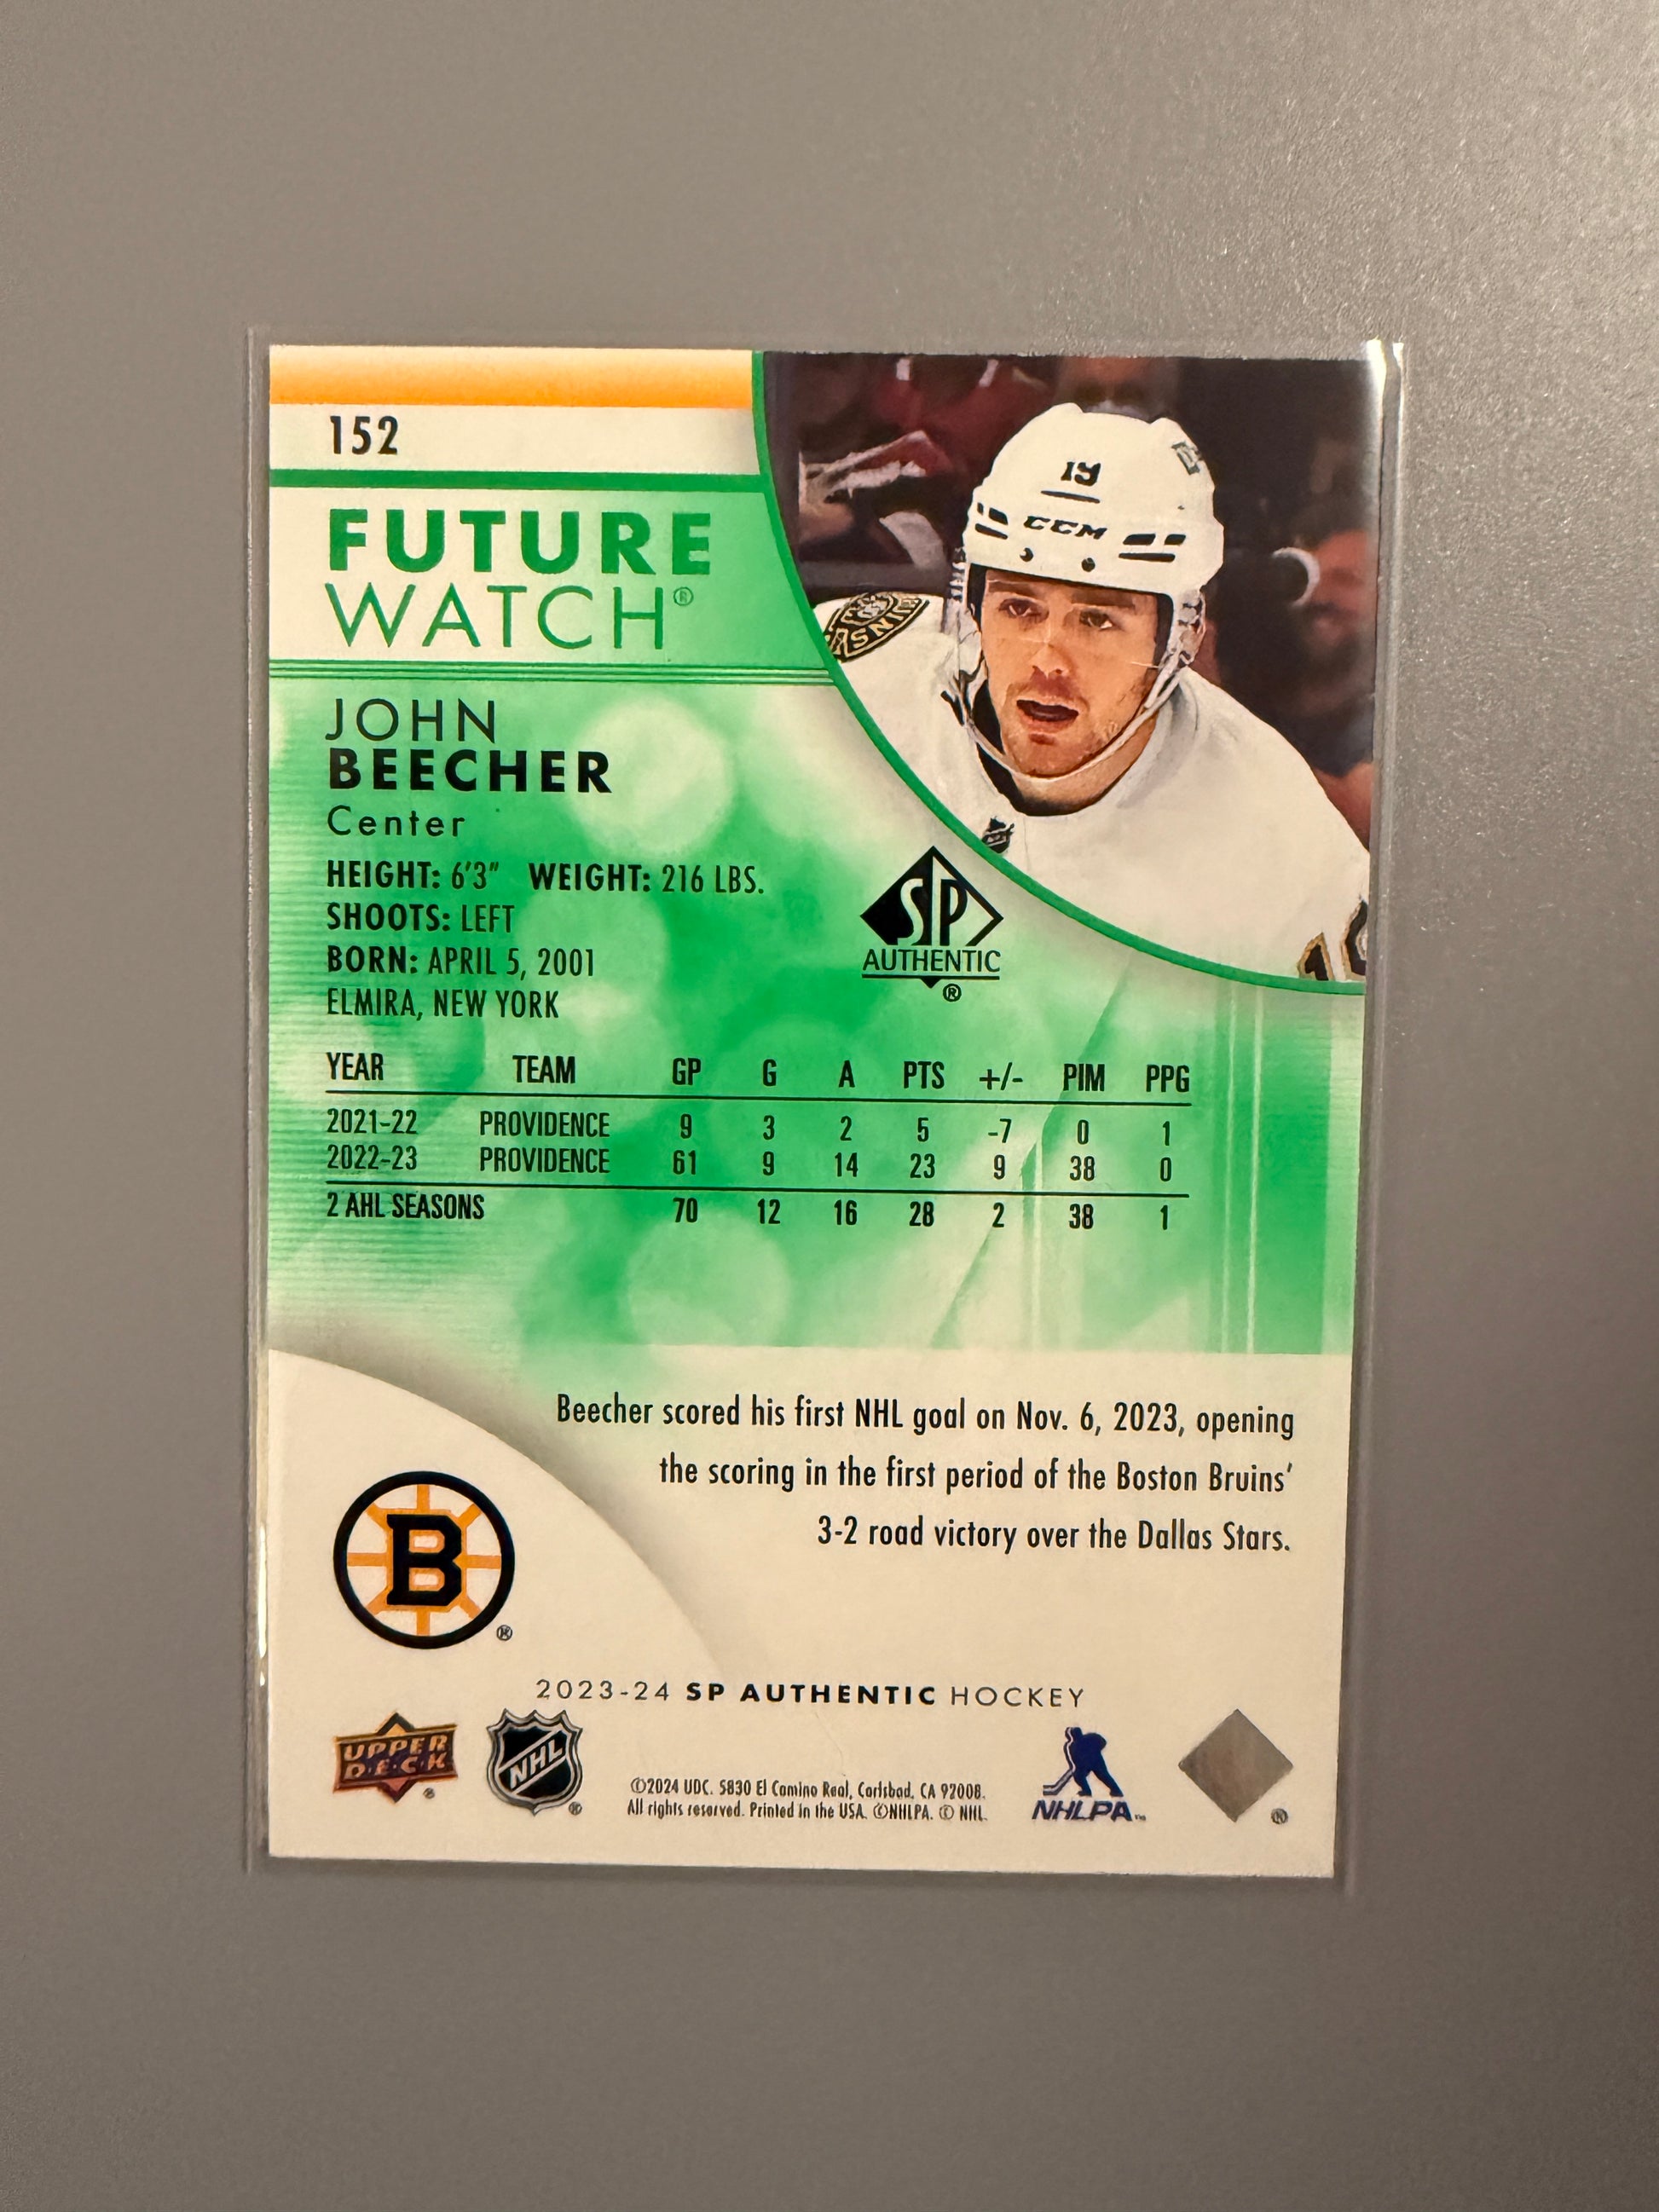 152
FUTURE
WATCH®
JOHN
BEECHER
Center
HEIGHT: 6'3" WEIGHT: 216 LBS.
SHOOTS: LEFT
BORN: APRIL 5, 2001
ELMIRA, NEW YORK
19
CCM
SP
AUTHENTIC
®
YEAR TEAM GP G A PTS +/- PIM PPG
2021-22 PROVIDENCE 9 3 2 5 -7 0 1
2022-23 PROVIDENCE 61 9 14 23 9 38 0
2 AHL SEASONS 70 12 16 28 2 38 1
Beecher scored his first NHL goal on Nov. 6, 2023, opening
the scoring in the first period of the Boston Bruins'
3-2 road victory over the Dallas Stars.
B
®
2023-24 SP AUTHENTIC HOCKEY
UPPER
DECK
®
NHL
®
©2024 UDC. 5830 El Camino Real, Carlsbad, CA 92008.
All rights reserved. Printed in the USA. ©NHLPA. © NHL.
NHLPA™
®